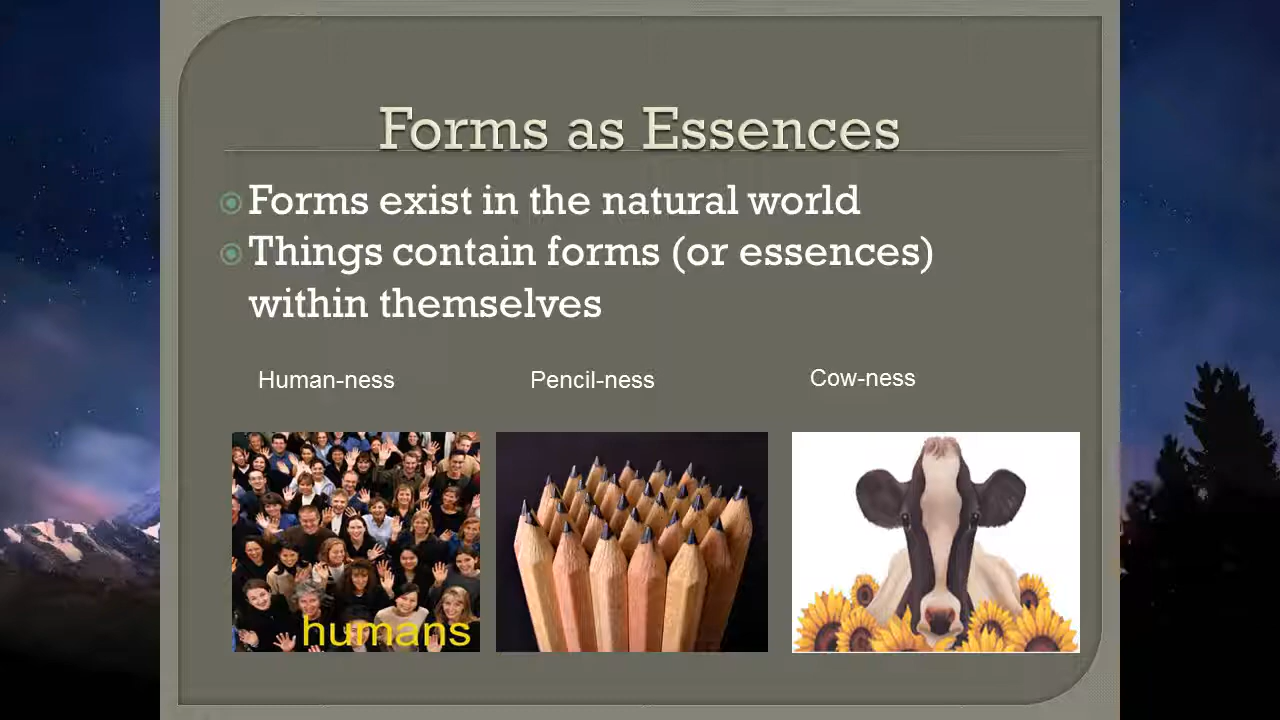 Forms as Essences
Forms exist in the natural world
Things contain forms (or essences)
within themselves
Human-ness
Pencil-ness
Cow-ness
humans